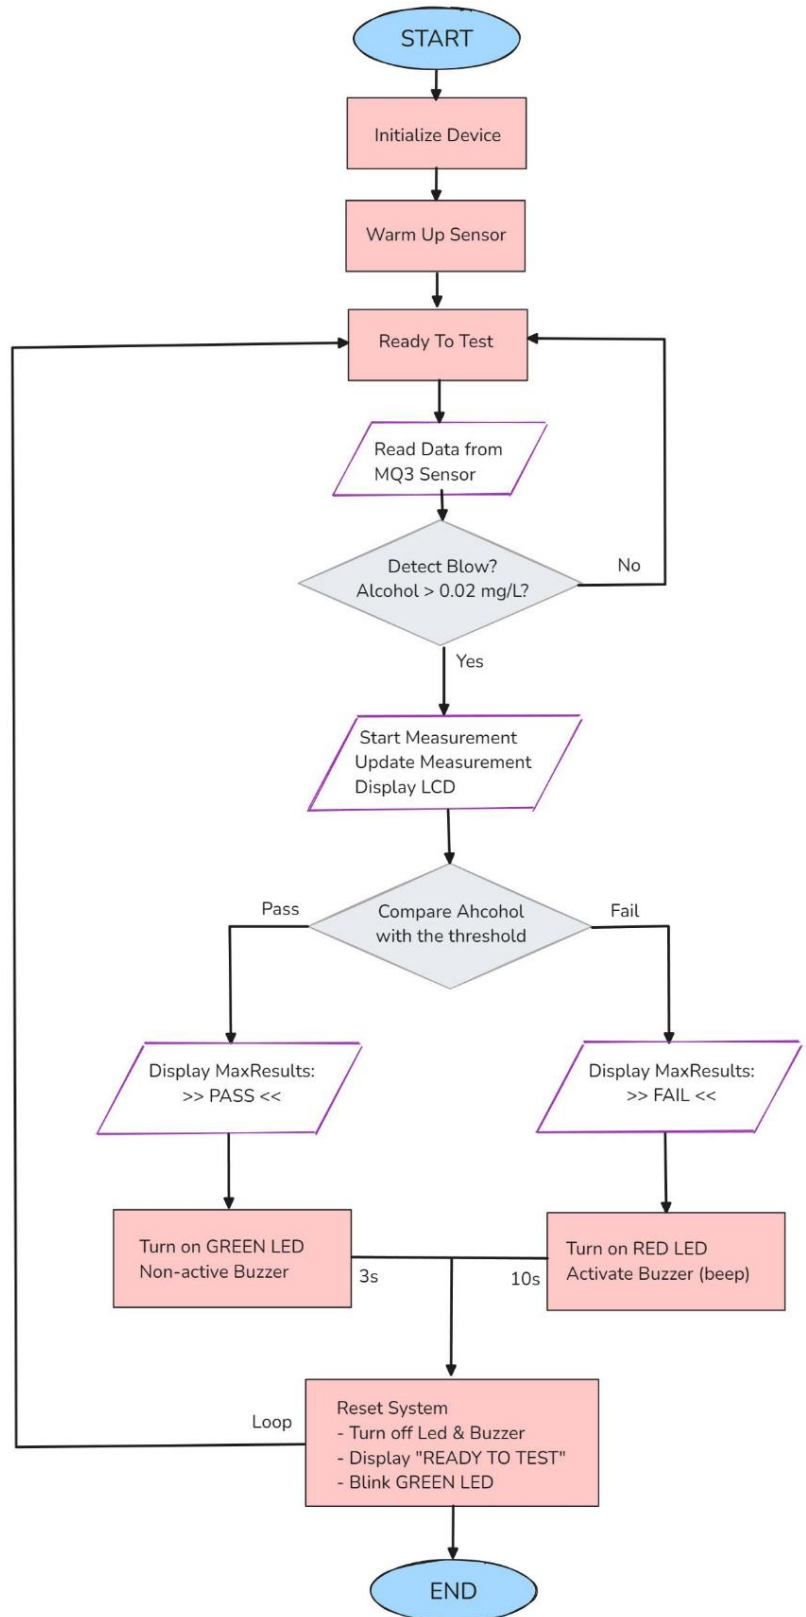 START
Initialize Device
Warm Up Sensor
Ready To Test
Read Data from
MQ3 Sensor
Detect Blow?
Alcohol > 0.02 mg/L?
No
Yes
Start Measurement
Update Measurement
Display LCD
Pass
Compare Ahcohol
with the threshold
Fail
Display MaxResults:
>> PASS <<
Display MaxResults:
>> FAIL <<
Turn on GREEN LED
Non-active Buzzer
3s
10s
Turn on RED LED
Activate Buzzer (beep)
Loop
Reset System
- Turn off Led & Buzzer
- Display "READY TO TEST"
- Blink GREEN LED
END